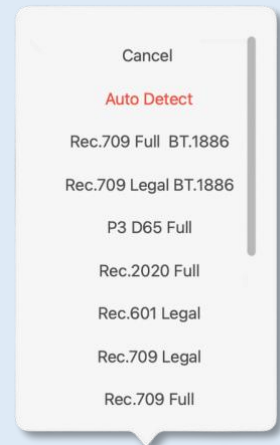 Cancel
Auto Detect
Rec.709 Full BT.1886
Rec.709 Legal BT.1886
P3 D65 Full
Rec.2020 Full
Rec.601 Legal
Rec.709 Legal
Rec.709 Full